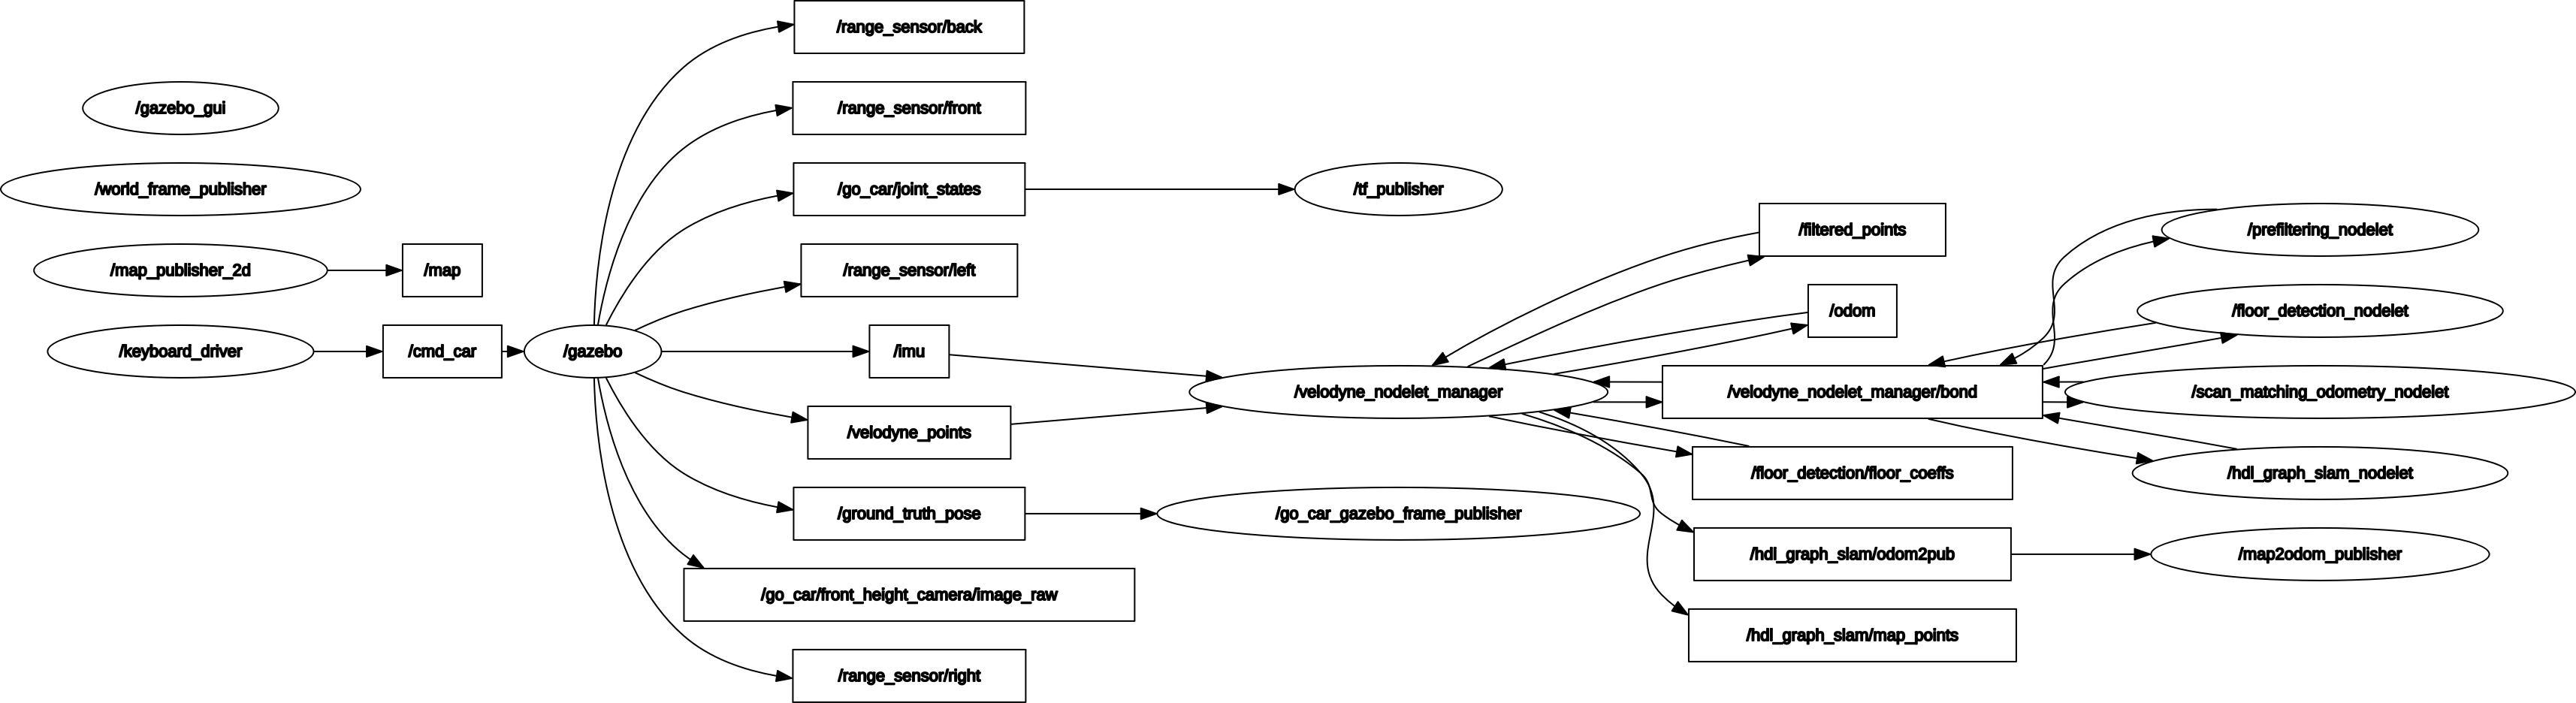 /range_sensor/back
/gazebo_gui
/range_sensor/front
/world_frame_publisher
/go_car/joint_states
/tf_publisher
/filtered_points
/prefiltering_nodelet
/map_publisher_2d
/map
/range_sensor/left
/odom
/floor_detection_nodelet
/keyboard_driver
/cmd_car
/gazebo
/imu
/velodyne_nodelet_manager
/velodyne_nodelet_manager/bond
/scan_matching_odometry_nodelet
/velodyne_points
/floor_detection/floor_coeffs
/hdl_graph_slam_nodelet
/ground_truth_pose
/go_car_gazebo_frame_publisher
/hdl_graph_slam/odom2pub
/map2odom_publisher
/go_car/front_height_camera/image_raw
/hdl_graph_slam/map_points
/range_sensor/right